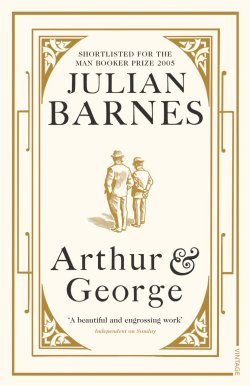 SHORTLISTED FOR THE
MAN BOOKER PRIZE 2005
JULIAN
BARNES
Arthur &
George
‘A beautiful and engrossing work’
Independent on Sunday
VINTAGE